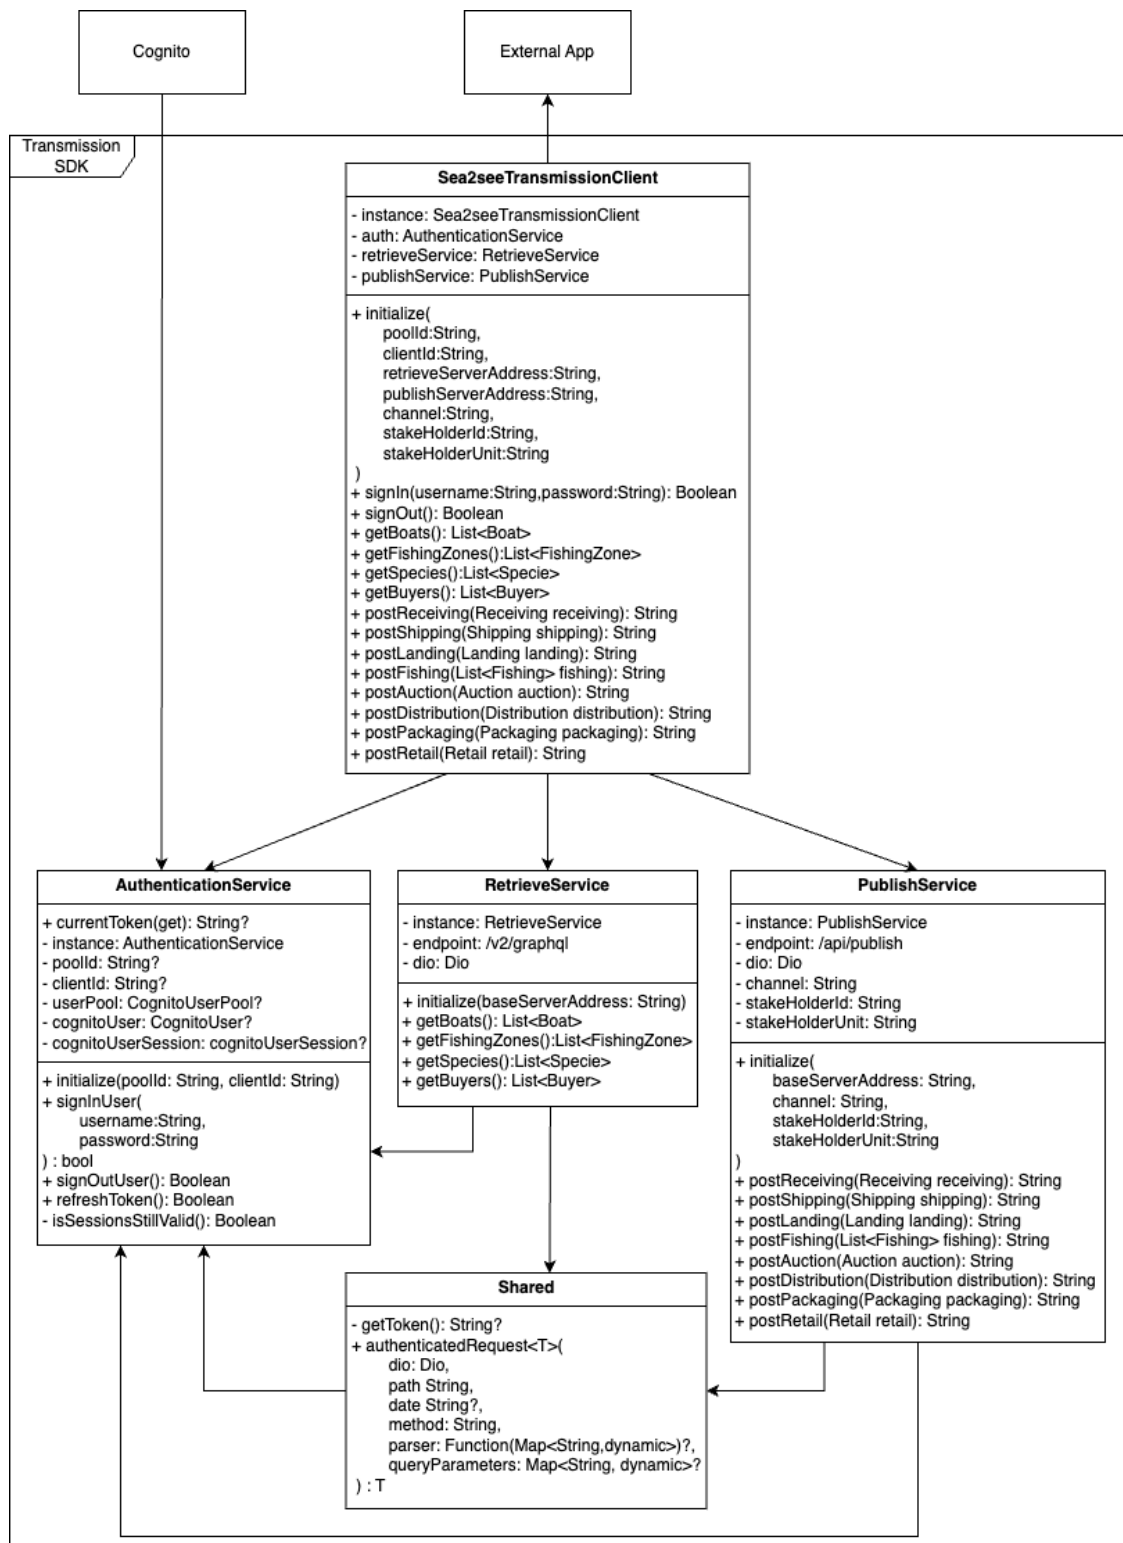 Cognito
External App
Transmission
SDK
Sea2seeTransmissionClient
- instance: Sea2seeTransmissionClient
- auth: AuthenticationService
- retrieveService: RetrieveService
- publishService: PublishService
+ initialize(
poolId:String,
clientId:String,
retrieveServerAddress:String,
publishServerAddress:String,
channel:String,
stakeHolderId:String,
stakeHolderUnit:String
)
+ signIn(username:String,password:String): Boolean
+ signOut(): Boolean
+ getBoats(): List<Boat>
+ getFishingZones():List<FishingZone>
+ getSpecies():List<Specie>
+ getBuyers(): List<Buyer>
+ postReceiving(Receiving receiving): String
+ postShipping(Shipping shipping): String
+ postLanding(Landing landing): String
+ postFishing(List<Fishing> fishing): String
+ postAuction(Auction auction): String
+ postDistribution(Distribution distribution): String
+ postPackaging(Packaging packaging): String
+ postRetail(Retail retail): String
AuthenticationService
+ currentToken(get): String?
- instance: AuthenticationService
- poolId: String?
- clientId: String?
- userPool: CognitoUserPool?
- cognitoUser: CognitoUser?
- cognitoUserSession: cognitoUserSession?
+ initialize(poolId: String, clientId: String)
+ signInUser(
username:String,
password:String
) : bool
+ signOutUser(): Boolean
+ refreshToken(): Boolean
- isSessionsStillValid(): Boolean
RetrieveService
- instance: RetrieveService
- endpoint: /v2/graphql
- dio: Dio
+ initialize(baseServerAddress: String)
+ getBoats(): List<Boat>
+ getFishingZones():List<FishingZone>
+ getSpecies():List<Specie>
+ getBuyers(): List<Buyer>
PublishService
- instance: PublishService
- endpoint: /api/publish
- dio: Dio
- channel: String
- stakeHolderId: String
- stakeHolderUnit: String
+ initialize(
baseServerAddress: String,
channel: String,
stakeHolderId:String,
stakeHolderUnit:String
)
+ postReceiving(Receiving receiving): String
+ postShipping(Shipping shipping): String
+ postLanding(Landing landing): String
+ postFishing(List<Fishing> fishing): String
+ postAuction(Auction auction): String
+ postDistribution(Distribution distribution): String
+ postPackaging(Packaging packaging): String
+ postRetail(Retail retail): String
Shared
- getToken(): String?
+ authenticatedRequest<T>(
dio: Dio,
path String,
date String?,
method: String,
parser: Function(Map<String,dynamic>)?,
queryParameters: Map<String, dynamic>?
) : T